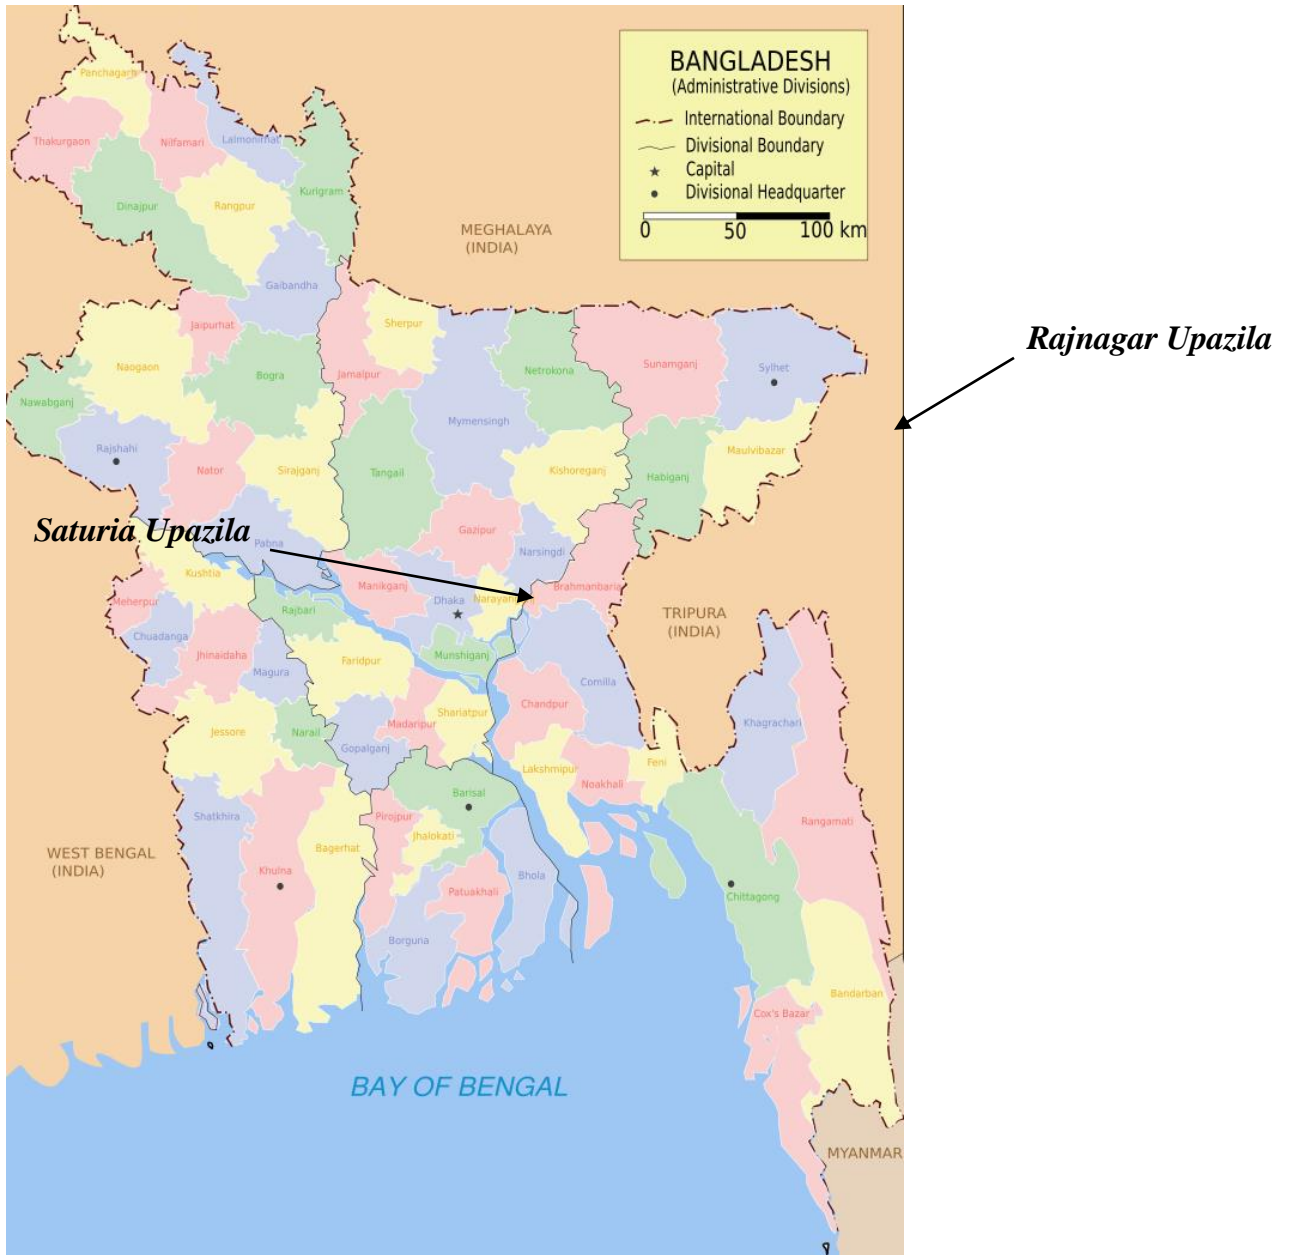 BANGLADESH
(Administrative Divisions)
International Boundary
Divisional Boundary
Capital
Divisional Headquarter
0 50 100 km
Panchagarh
Thakurgaon
Nilfamari
Lalmonirhat
Dinajpur
Rangpur
Kurigram
MEGHALAYA
(INDIA)
Gaibandha
Jaipurhat
Sherpur
Rajnagar Upazila
Naogaon
Bogra
Jamalpur
Netrokona
Sunamganj
Sylhet
Nawabganj
Mymensingh
Rajshahi
Nator
Sirajganj
Tangail
Kishoreganj
Habiganj
Maulvibazar
Saturia Upazila
Pabna
Gazipur
Narsingdi
Kushtia
Manikganj
Brahmanbaria
Meherpur
Rajbari
Dhaka
TRIPURA
(INDIA)
Chuadanga
Jhinaidaha
Magura
Faridpur
Munshiganj
Comilla
Chandpur
Shariatpur
Madaripur
Khagrachari
Jessore
Narail
Gopalganj
Lakshmipur
Noakhali
Feni
Barisal
Shatkhira
Pirojpur
Jhalokati
Rangamati
WEST BENGAL
(INDIA)
Khulna
Bagerhat
Patuakhali
Bhola
Chittagong
Borguna
Bandarban
Cox's Bazar
BAY OF BENGAL
MYANMAR